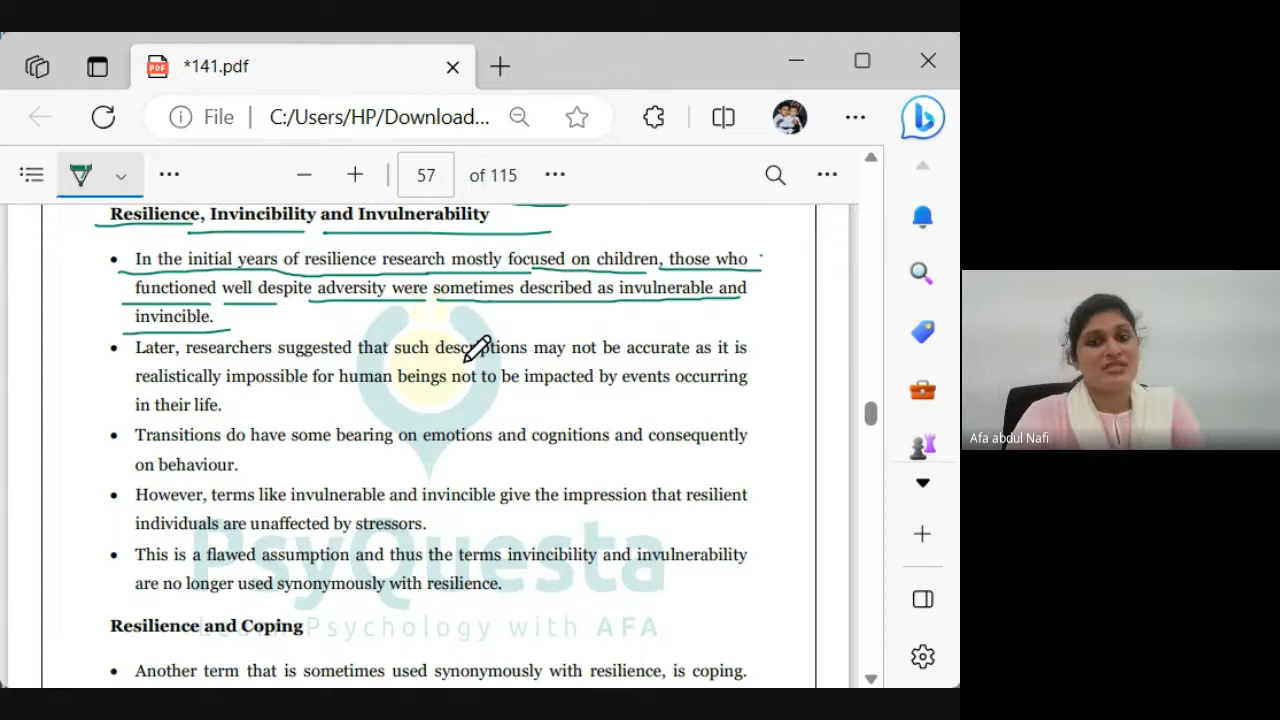 *141.pdf
File
C:/Users/HP/Download...
57 of 115
Resilience, Invincibility and Invulnerability
• In the initial years of resilience research mostly focused on children, those who
functioned well despite adversity were sometimes described as invulnerable and
invincible.
• Later, researchers suggested that such descriptions may not be accurate as it is
realistically impossible for human beings not to be impacted by events occurring
in their life.
• Transitions do have some bearing on emotions and cognitions and consequently
on behaviour.
• However, terms like invulnerable and invincible give the impression that resilient
individuals are unaffected by stressors.
• This is a flawed assumption and thus the terms invincibility and invulnerability
are no longer used synonymously with resilience.
PsyQuesta
Learn Psychology with AFA
Resilience and Coping
• Another term that is sometimes used synonymously with resilience, is coping.
Afa abdul Nafi